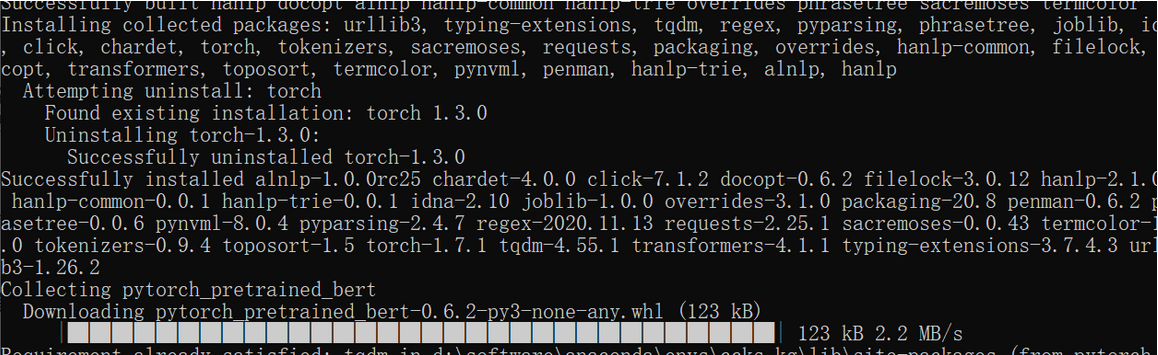 Successfully built hanlp docopt alnlp hanlp-common hanlp-trie overrides phrasetree sacremoses termcolor
Installing collected packages: urllib3, typing-extensions, tqdm, regex, pyparsing, phrasetree, joblib,
, click, chardet, torch, tokenizers, sacremoses, requests, packaging, overrides, hanlp-common, filelock,
copt, transformers, toposort, termcolor, pynvml, penman, hanlp-trie, alnlp, hanlp
Attempting uninstall: torch
Found existing installation: torch 1.3.0
Uninstalling torch-1.3.0:
Successfully uninstalled torch-1.3.0
Successfully installed alnlp-1.0.0rc25 chardet-4.0.0 click-7.1.2 docopt-0.6.2 filelock-3.0.12 hanlp-2.1.0
hanlp-common-0.0.1 hanlp-trie-0.0.1 idna-2.10 joblib-1.0.0 overrides-3.1.0 packaging-20.8 penman-0.6.2 p
asetree-0.0.6 pynvml-8.0.4 pyparsing-2.4.7 regex-2020.11.13 requests-2.25.1 sacremoses-0.0.43 termcolor-1
.0 tokenizers-0.9.4 toposort-1.5 torch-1.7.1 tqdm-4.55.1 transformers-4.1.1 typing-extensions-3.7.4.3 url
b3-1.26.2
Collecting pytorch_pretrained_bert
Downloading pytorch_pretrained_bert-0.6.2-py3-none-any.whl (123 kB)
123 kB 2.2 MB/s
Requirement already satisfied: tqdm in d:\software\anaconda\envs\aaks-kg\lib\site-packages (from pytorch